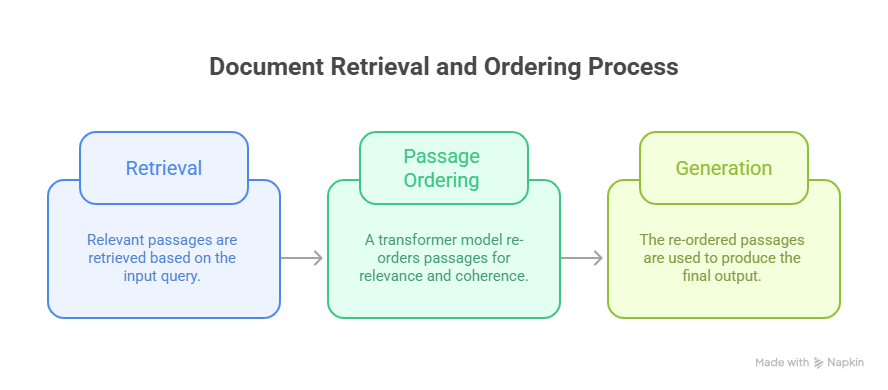 Document Retrieval and Ordering Process
Retrieval
Relevant passages are
retrieved based on the
input query.
Passage
Ordering
A transformer model re-
orders passages for
relevance and coherence.
Generation
The re-ordered passages
are used to produce the
final output.
Made with Napkin